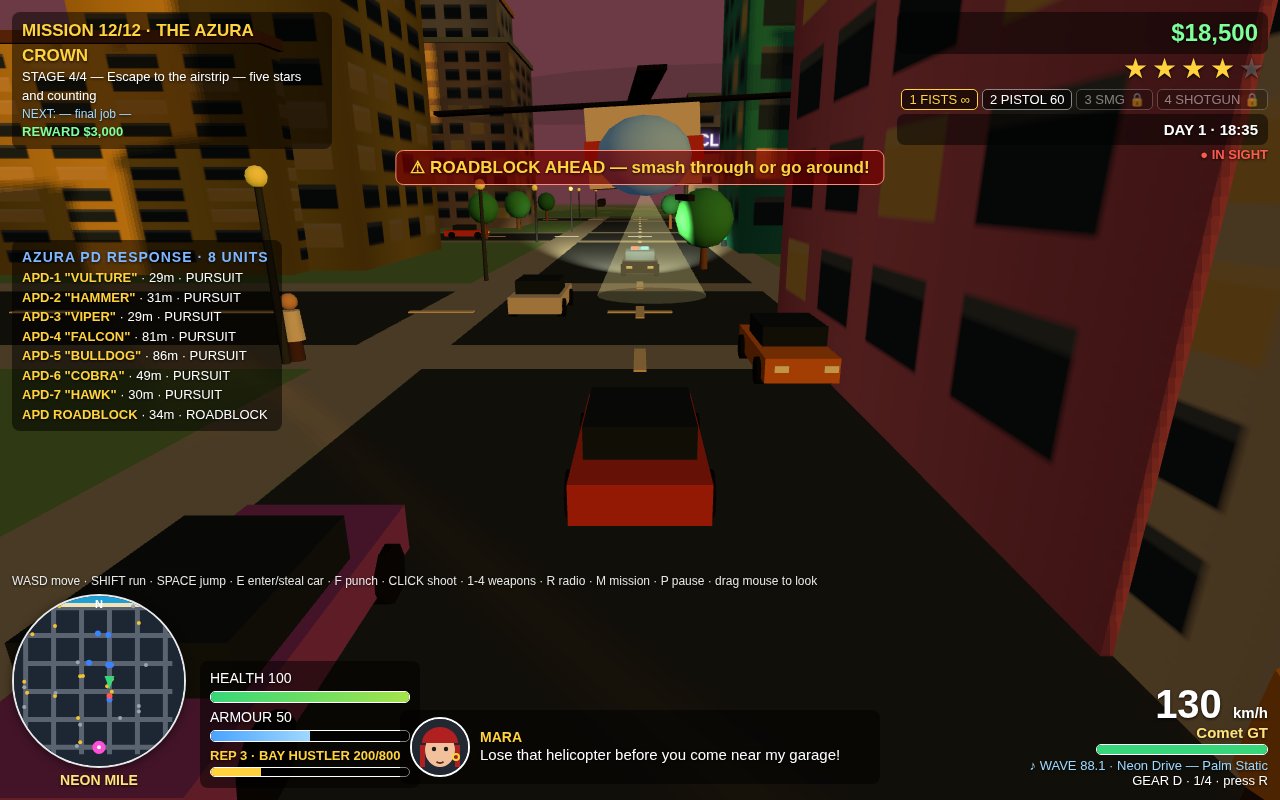 MISSION 12/12 · THE AZURA
CROWN
STAGE 4/4 — Escape to the airstrip — five stars
and counting
NEXT: — final job —
REWARD $3,000
$18,500
★★★★★
1 FISTS ∞ 2 PISTOL 60 3 SMG 🔒 4 SHOTGUN 🔒
DAY 1 · 18:35
● IN SIGHT
CL
⚠ ROADBLOCK AHEAD — smash through or go around!
AZURA PD RESPONSE · 8 UNITS
APD-1 "VULTURE" · 29m · PURSUIT
APD-2 "HAMMER" · 31m · PURSUIT
APD-3 "VIPER" · 29m · PURSUIT
APD-4 "FALCON" · 81m · PURSUIT
APD-5 "BULLDOG" · 86m · PURSUIT
APD-6 "COBRA" · 49m · PURSUIT
APD-7 "HAWK" · 30m · PURSUIT
APD ROADBLOCK · 34m · ROADBLOCK
WASD move · SHIFT run · SPACE jump · E enter/steal car · F punch · CLICK shoot · 1-4 weapons · R radio · M mission · P pause · drag mouse to look
N
NEON MILE
HEALTH 100
ARMOUR 50
REP 3 · BAY HUSTLER 200/800
MARA
Lose that helicopter before you come near my garage!
130 km/h
Comet GT
♪ WAVE 88.1 · Neon Drive — Palm Static
GEAR D · 1/4 · press R